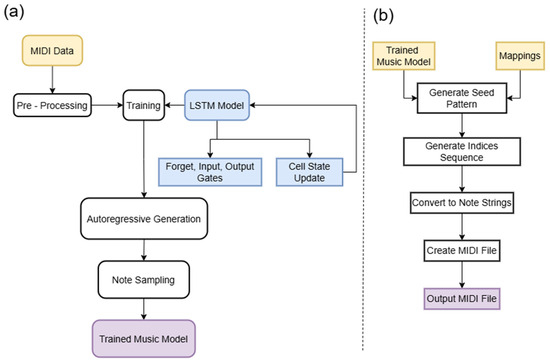 (a)
MIDI Data
Pre - Processing
Training
LSTM Model
Forget, Input, Output
Gates
Cell State
Update
Autoregressive Generation
Note Sampling
Trained Music Model
(b)
Trained
Music Model
Mappings
Generate Seed
Pattern
Generate Indices
Sequence
Convert to Note Strings
Create MIDI File
Output MIDI File